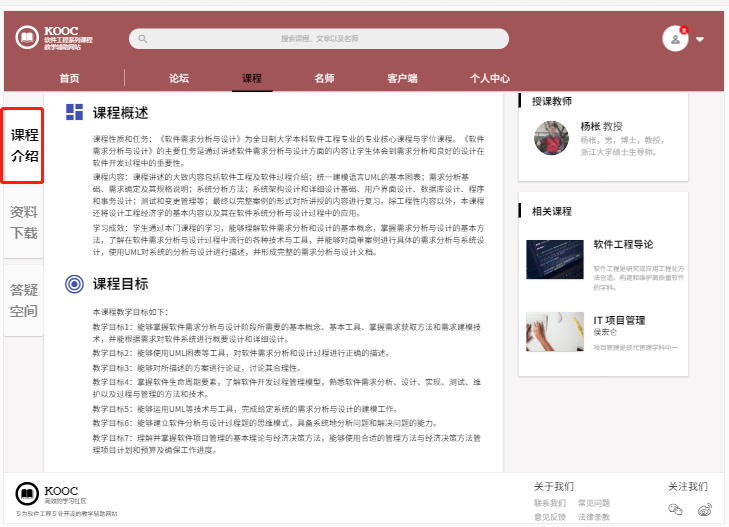 KOOC
软件工程系列课程
教学辅助网站
搜索课程、文章以及名师
首页
论坛
课程
名师
客户端
个人中心
课程
介绍
资料
下载
答疑
空间
课程概述
课程性质和任务：《软件需求分析与设计》为全日制大学本科软件工程专业的专业核心课程与学位课程。《软件
需求分析与设计》的主要任务是通过讲述软件需求分析与设计方面的内容让学生体会到需求分析和良好的设计在
软件开发过程中的重要性。
课程内容：课程讲述的大致内容包括软件工程及软件过程介绍；统一建模语言UML的基本图表；需求分析基
础、需求确定及其规格说明；系统分析方法；系统架构设计和详细设计基础、用户界面设计、数据库设计、程序
和事务设计；测试和变更管理等；最终以完整案例的形式对所讲授的内容进行复习。除工程性内容以外，本课程
还将设计工程经济学的基本内容以及其在软件系统分析与设计过程中的应用。
学习成效：学生通过本门课程的学习，能够理解软件需求分析和设计的基本概念，掌握需求分析与设计的基本方
法，了解在软件需求分析与设计过程中流行的各种技术与工具，并能够对简单案例进行具体的需求分析与系统设
计，使用UML对系统的分析与设计进行描述，并形成完整的需求分析与设计文档。
课程目标
本课程教学目标如下：
教学目标1：能够掌握软件需求分析与设计阶段所需要的基本概念、基本工具、掌握需求获取方法和需求建模技
术，并能根据需求对软件系统进行概要设计和详细设计。
教学目标2：能够使用UML图表等工具，对软件需求分析和设计过程进行正确的描述。
教学目标3：能够对所描述的方案进行论证，讨论其合理性。
教学目标4：掌握软件生命周期要素，了解软件开发过程管理模型，熟悉软件需求分析、设计、实现、测试、维
护以及过程与管理的方法和技术。
教学目标5：能够运用UML等技术与工具，完成给定系统的需求分析与设计的建模工作。
教学目标6：能够建立软件分析与设计过程题的思维模式，具备系统地分析问题和解决问题的能力。
教学目标7：理解并掌握软件项目管理的基本理论与经济决策方法，能够使用合适的管理方法与经济决策方法管
理项目计划和预算及确保工作进度。
授课教师
杨枨 教授
杨枨，男，博士，教授，
浙江大学硕士生导师。
相关课程
软件工程导论
软件工程是研究或应用工程化方
法创造、构建和维护高质量软件
的学科。
IT 项目管理
侯宏仑
项目管理是现代管理学科中一
KOOC
高效的学习社区
专为软件工程专业开设的教学辅助网站
关于我们
联系我们 常见问题
意见反馈 法律条款
关注我们